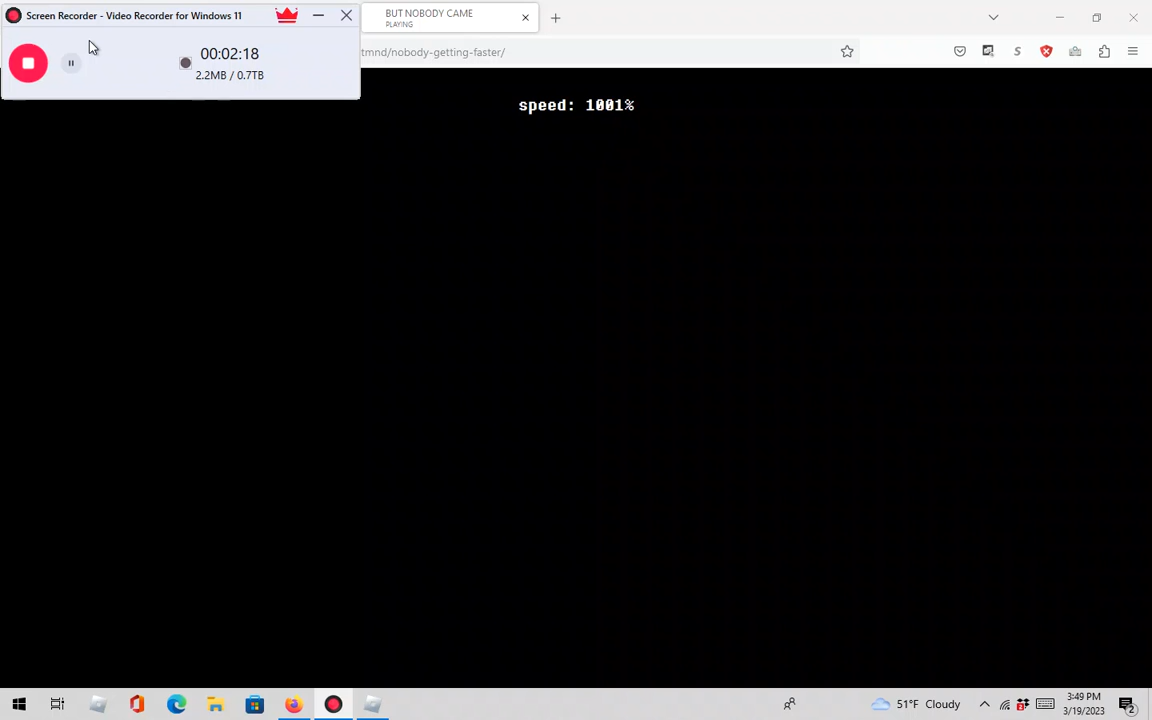 Screen Recorder - Video Recorder for Windows 11
00:02:18
2.2MB / 0.7TB
BUT NOBODY CAME
PLAYING
tmnd/nobody-getting-faster/
S
speed: 1001%
51°F Cloudy
3:49 PM
3/19/2023
2